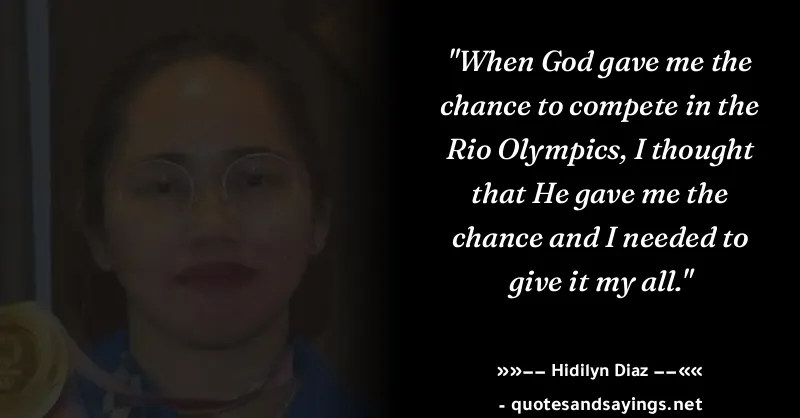 "When God gave me the
chance to compete in the
Rio Olympics, I thought
that He gave me the
chance and I needed to
give it my all."
»»−− Hidilyn Diaz −−««
- quotesandsayings.net